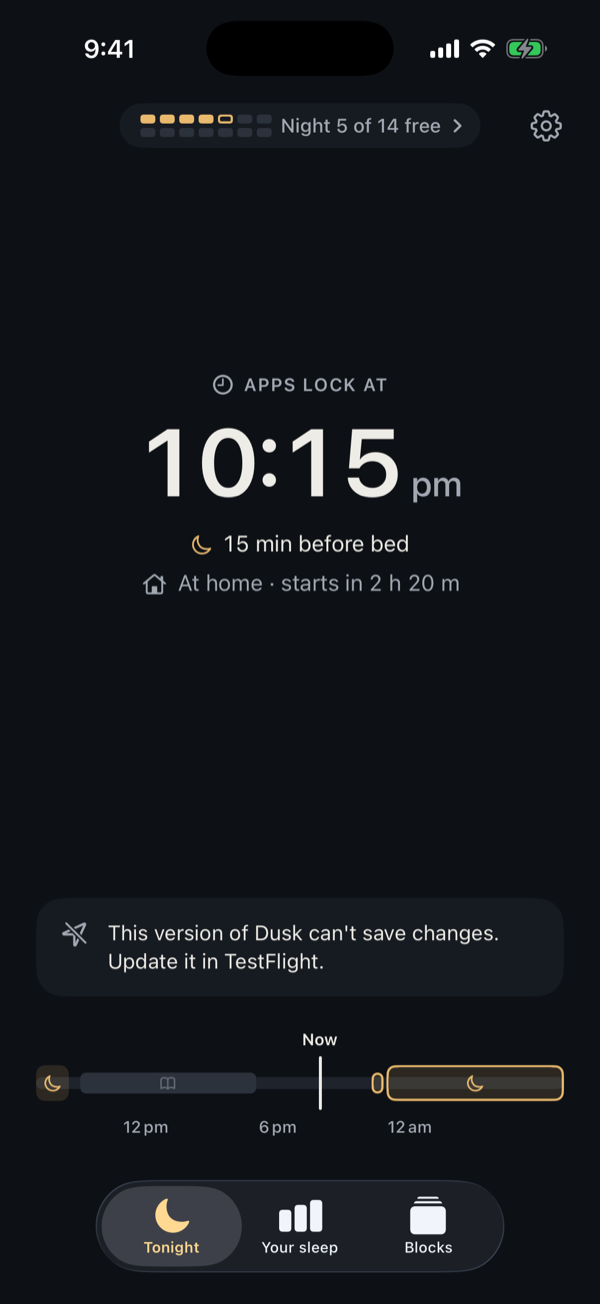 9:41
Night 5 of 14 free
APPS LOCK AT
10:15 pm
15 min before bed
At home · starts in 2 h 20 m
This version of Dusk can't save changes.
Update it in TestFlight.
Now
12 pm
6 pm
12 am
Tonight
Your sleep
Blocks